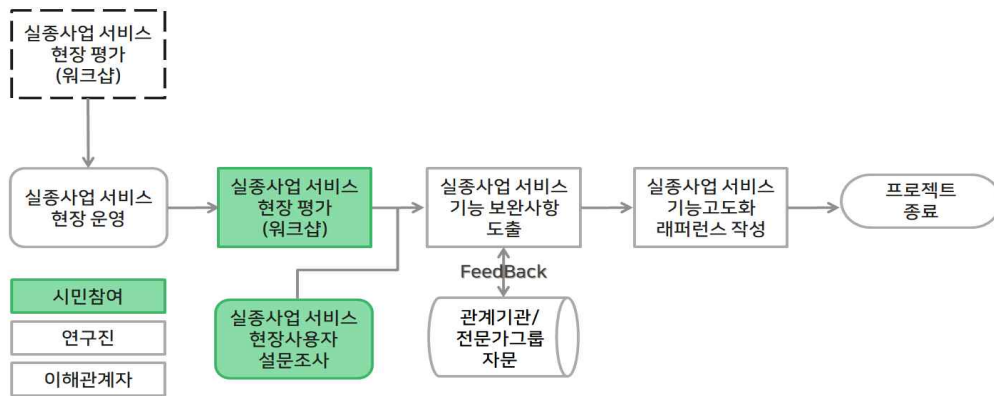 실종사업 서비스
현장 평가
(워크샵)
실종사업 서비스
현장 운영
실종사업 서비스
현장 평가
(워크샵)
실종사업 서비스
기능 보완사항
도출
실종사업 서비스
기능고도화
래퍼런스 작성
프로젝트
종료
FeedBack
시민참여
연구진
이해관계자
실종사업 서비스
현장사용자
설문조사
관계기관/
전문가그룹
자문